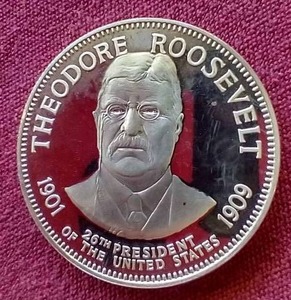 THEODORE ROOSEVELT
1901
1909
26TH PRESIDENT
OF THE UNITED STATES